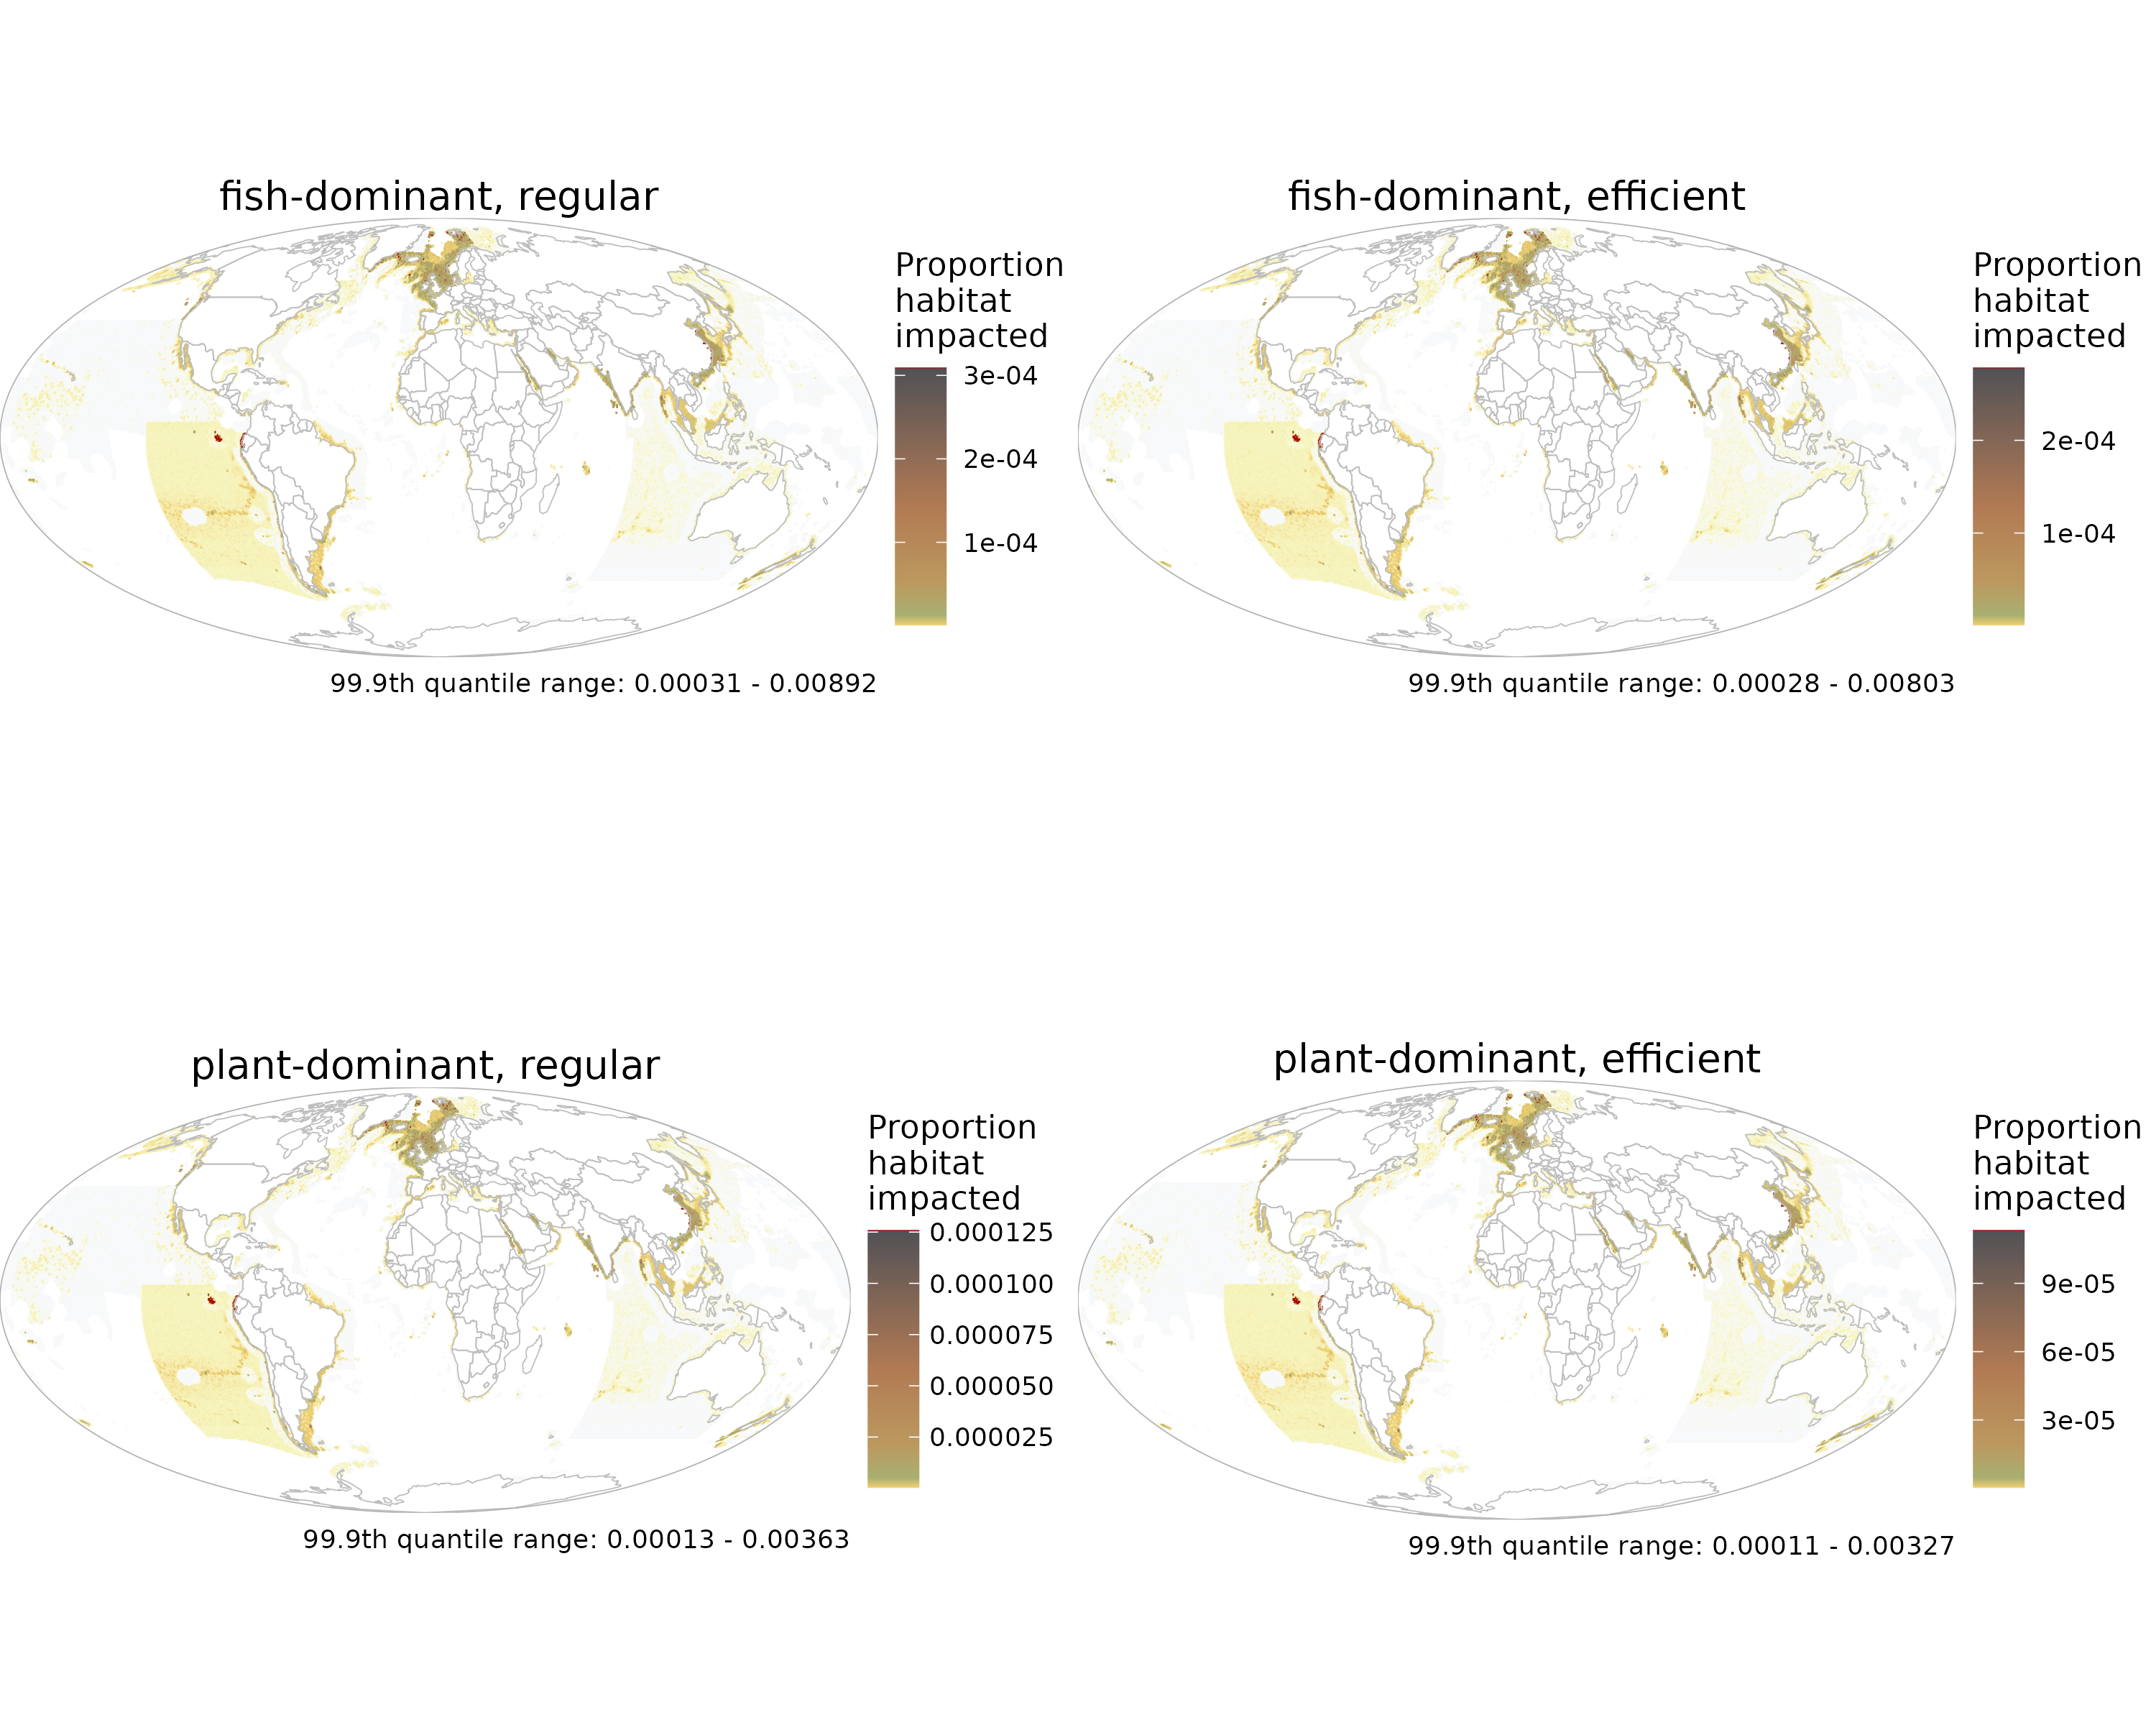 fish-dominant, regular
Proportion
habitat
impacted
3e-04
2e-04
1e-04
99.9th quantile range: 0.00031 - 0.00892
fish-dominant, efficient
Proportion
habitat
impacted
2e-04
1e-04
99.9th quantile range: 0.00028 - 0.00803
plant-dominant, regular
Proportion
habitat
impacted
0.000125
0.000100
0.000075
0.000050
0.000025
99.9th quantile range: 0.00013 - 0.00363
plant-dominant, efficient
Proportion
habitat
impacted
9e-05
6e-05
3e-05
99.9th quantile range: 0.00011 - 0.00327